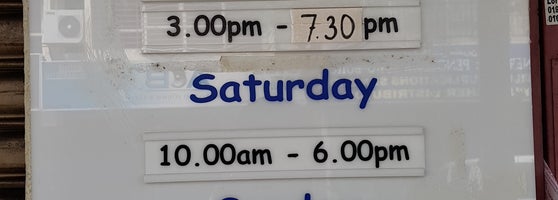 3.00pm - 7.30 pm
Saturday
10.00am - 6.00pm